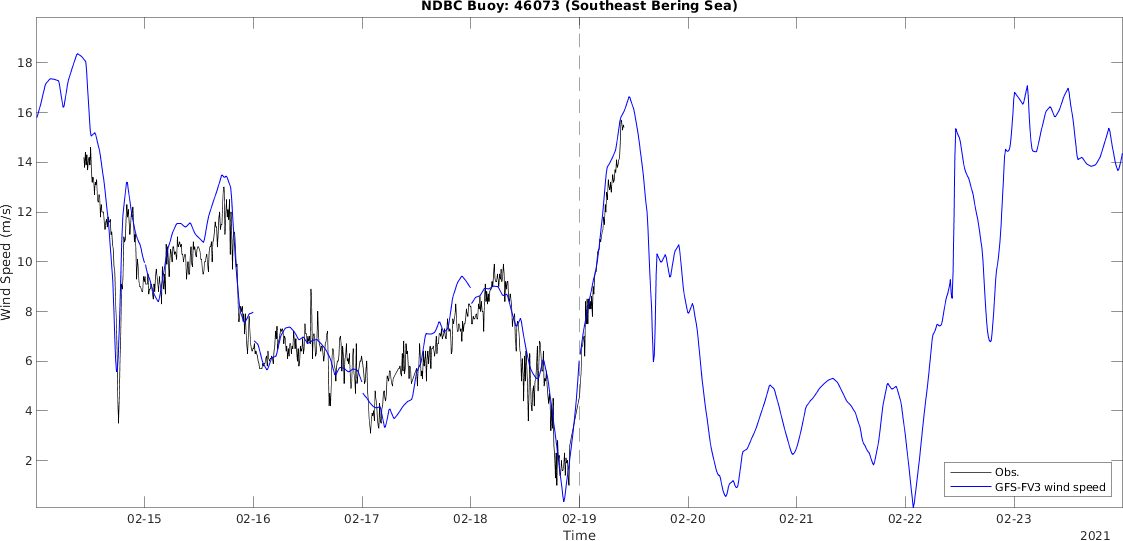 NDBC Buoy: 46073 (Southeast Bering Sea)
Wind Speed (m/s)
18
16
14
12
10
8
6
4
2
Obs.
GFS-FV3 wind speed
02-15 02-16 02-17 02-18 02-19 02-20 02-21 02-22 02-23
Time
2021